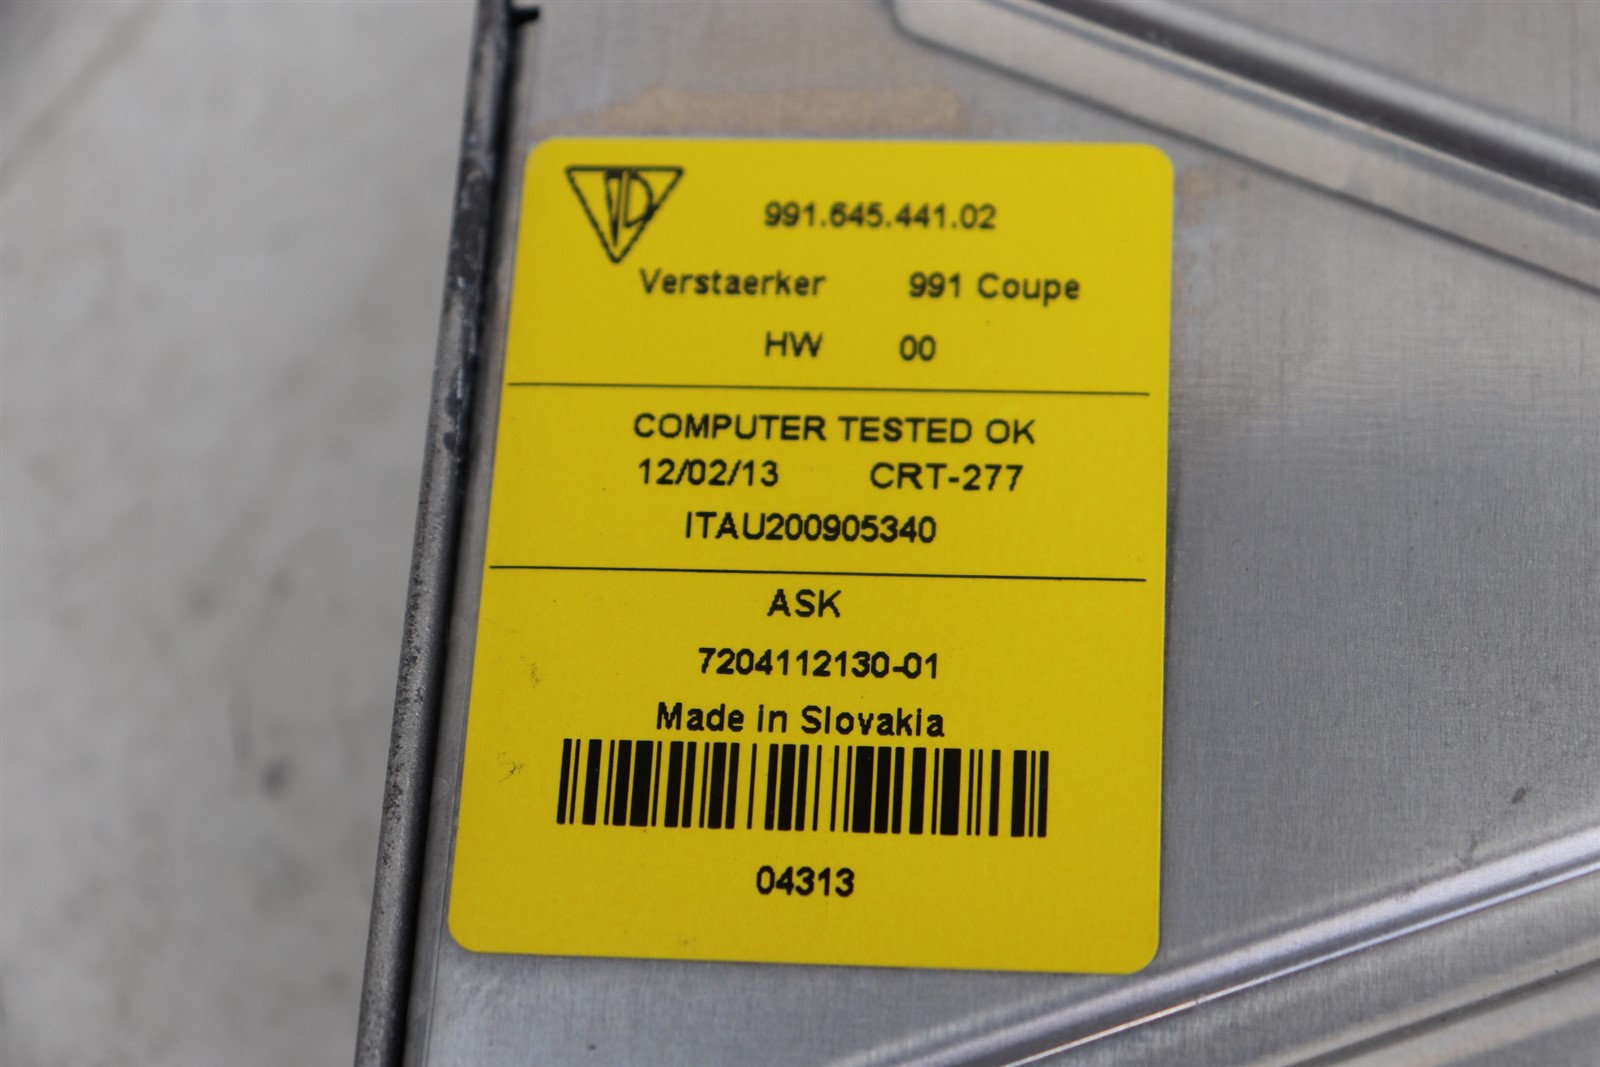 991.645.441.02
Verstaerker 991 Coupe
HW 00
COMPUTER TESTED OK
12/02/13 CRT-277
ITAU200905340
ASK
7204112130-01
Made in Slovakia
04313